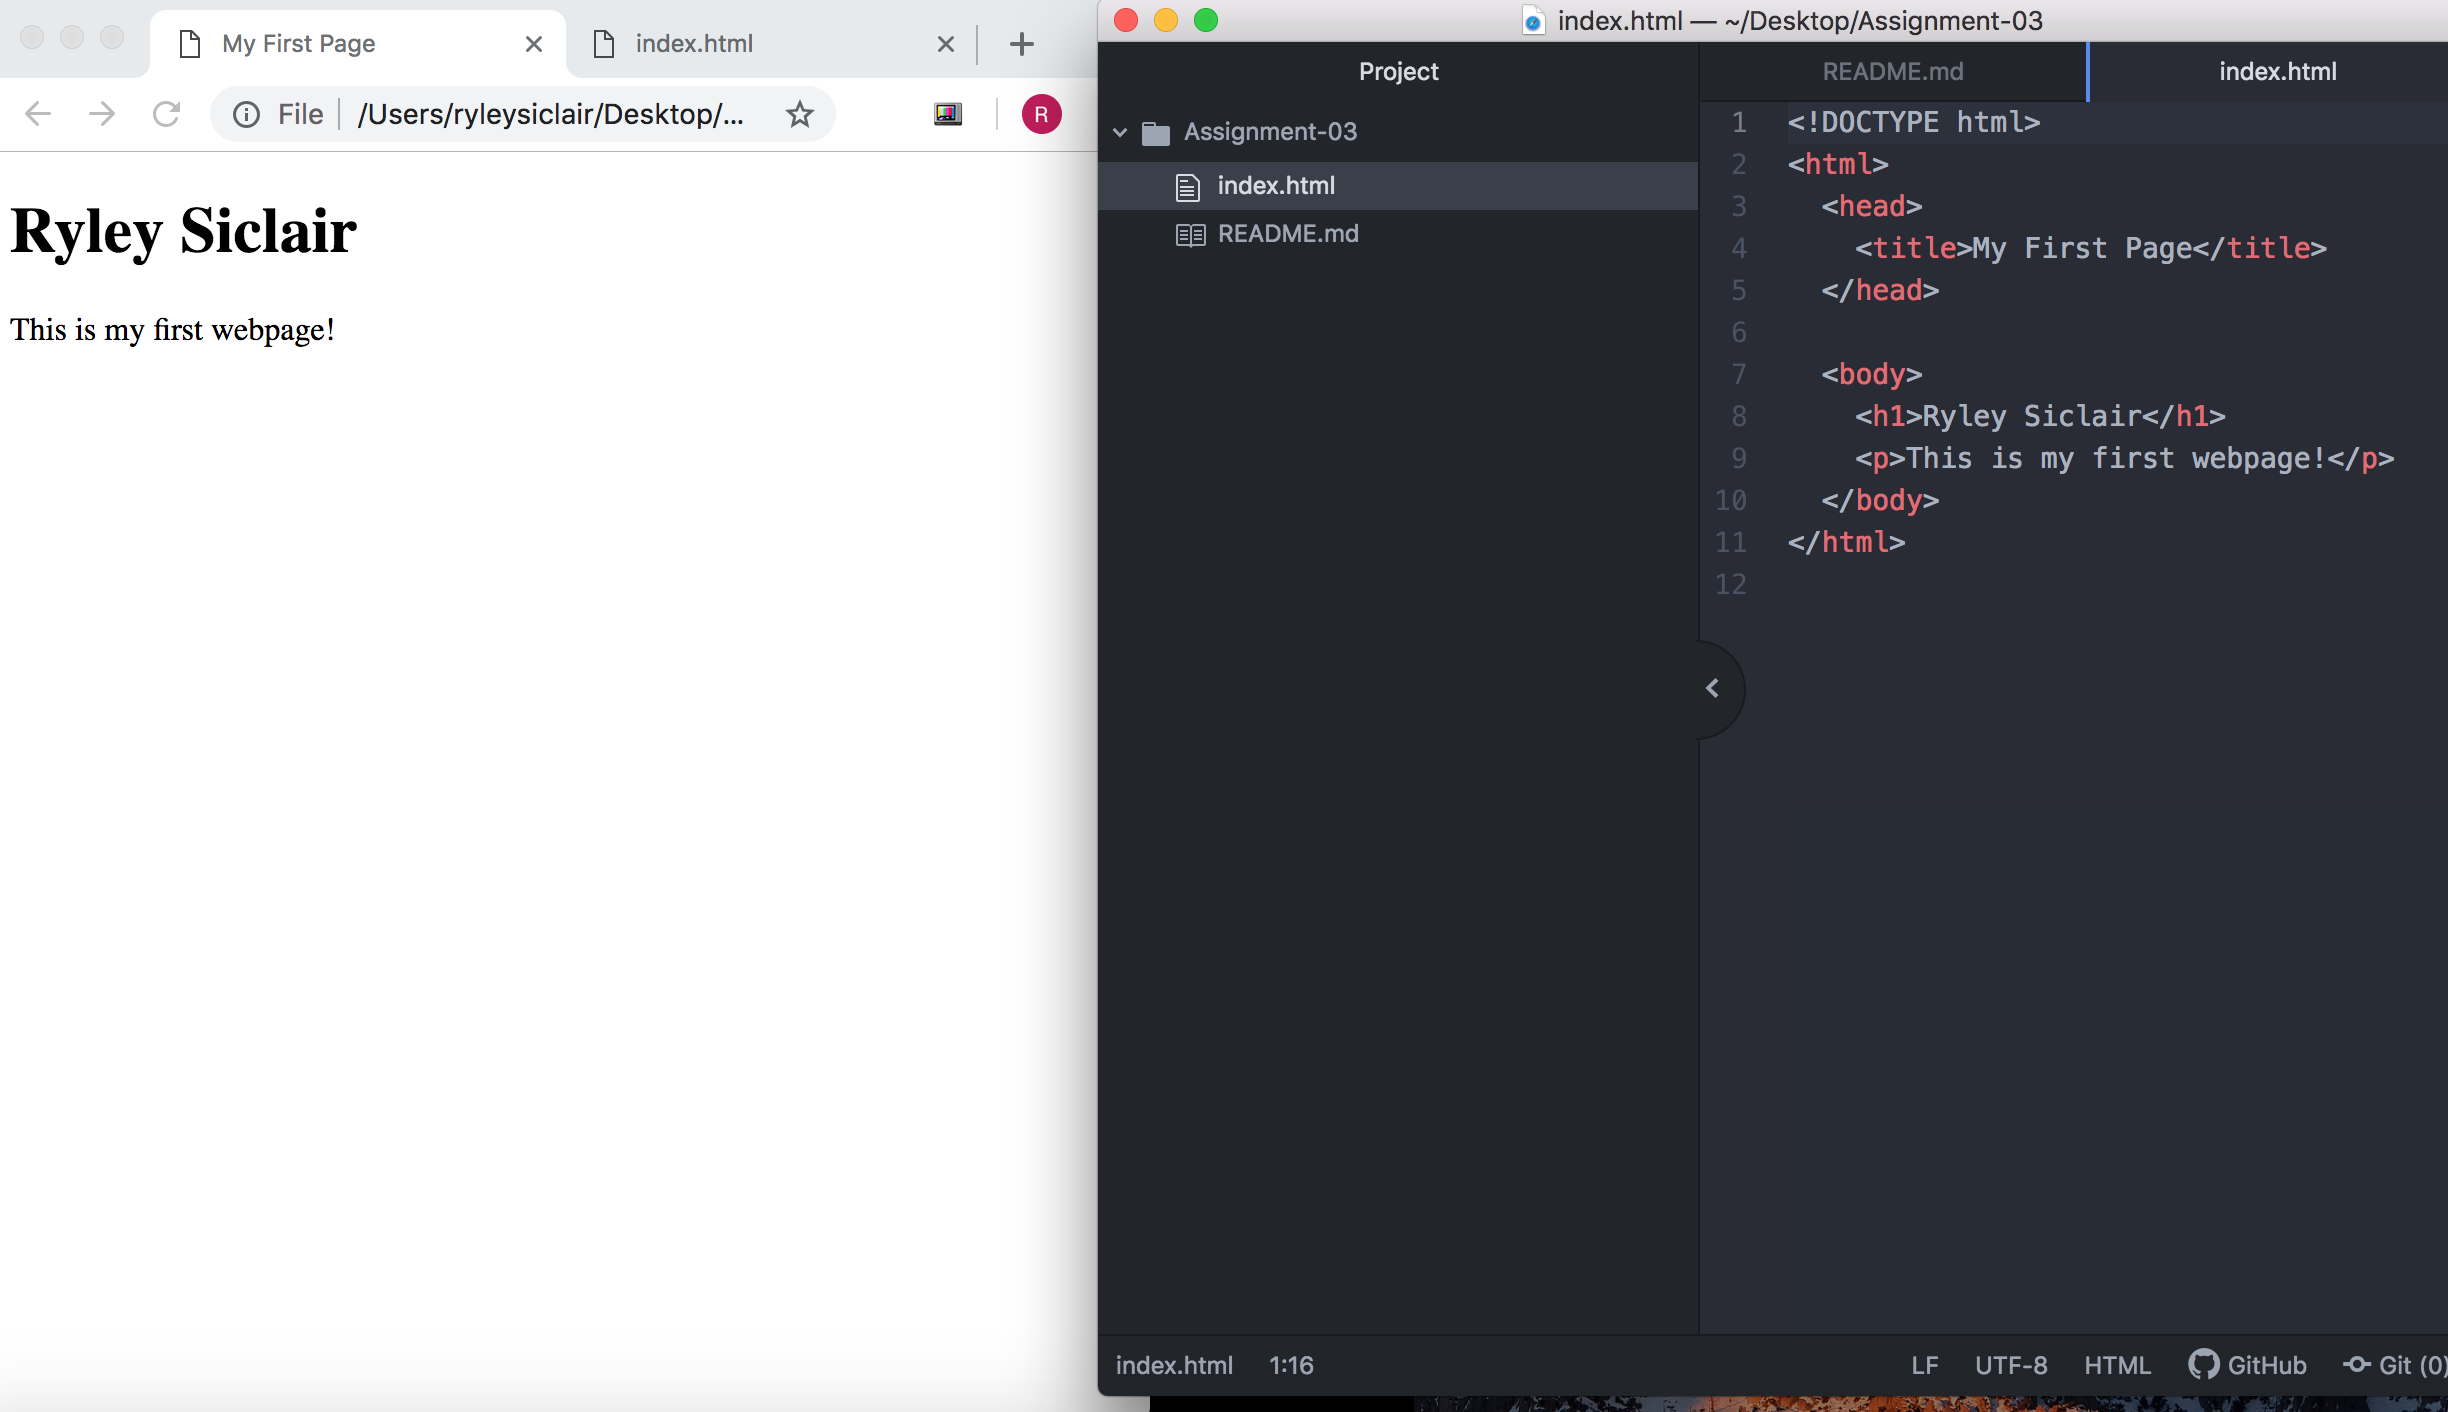 My First Page
index.html
File
/Users/ryleysiclair/Desktop/...
R
Ryley Siclair
This is my first webpage!
index.html — ~/Desktop/Assignment-03
Project
Assignment-03
index.html
README.md
README.md
index.html
1 <!DOCTYPE html>
2 <html>
3 <head>
4 <title>My First Page</title>
5 </head>
6
7 <body>
8 <h1>Ryley Siclair</h1>
9 <p>This is my first webpage!</p>
10 </body>
11 </html>
12
index.html 1:16
LF UTF-8 HTML GitHub Git (0)